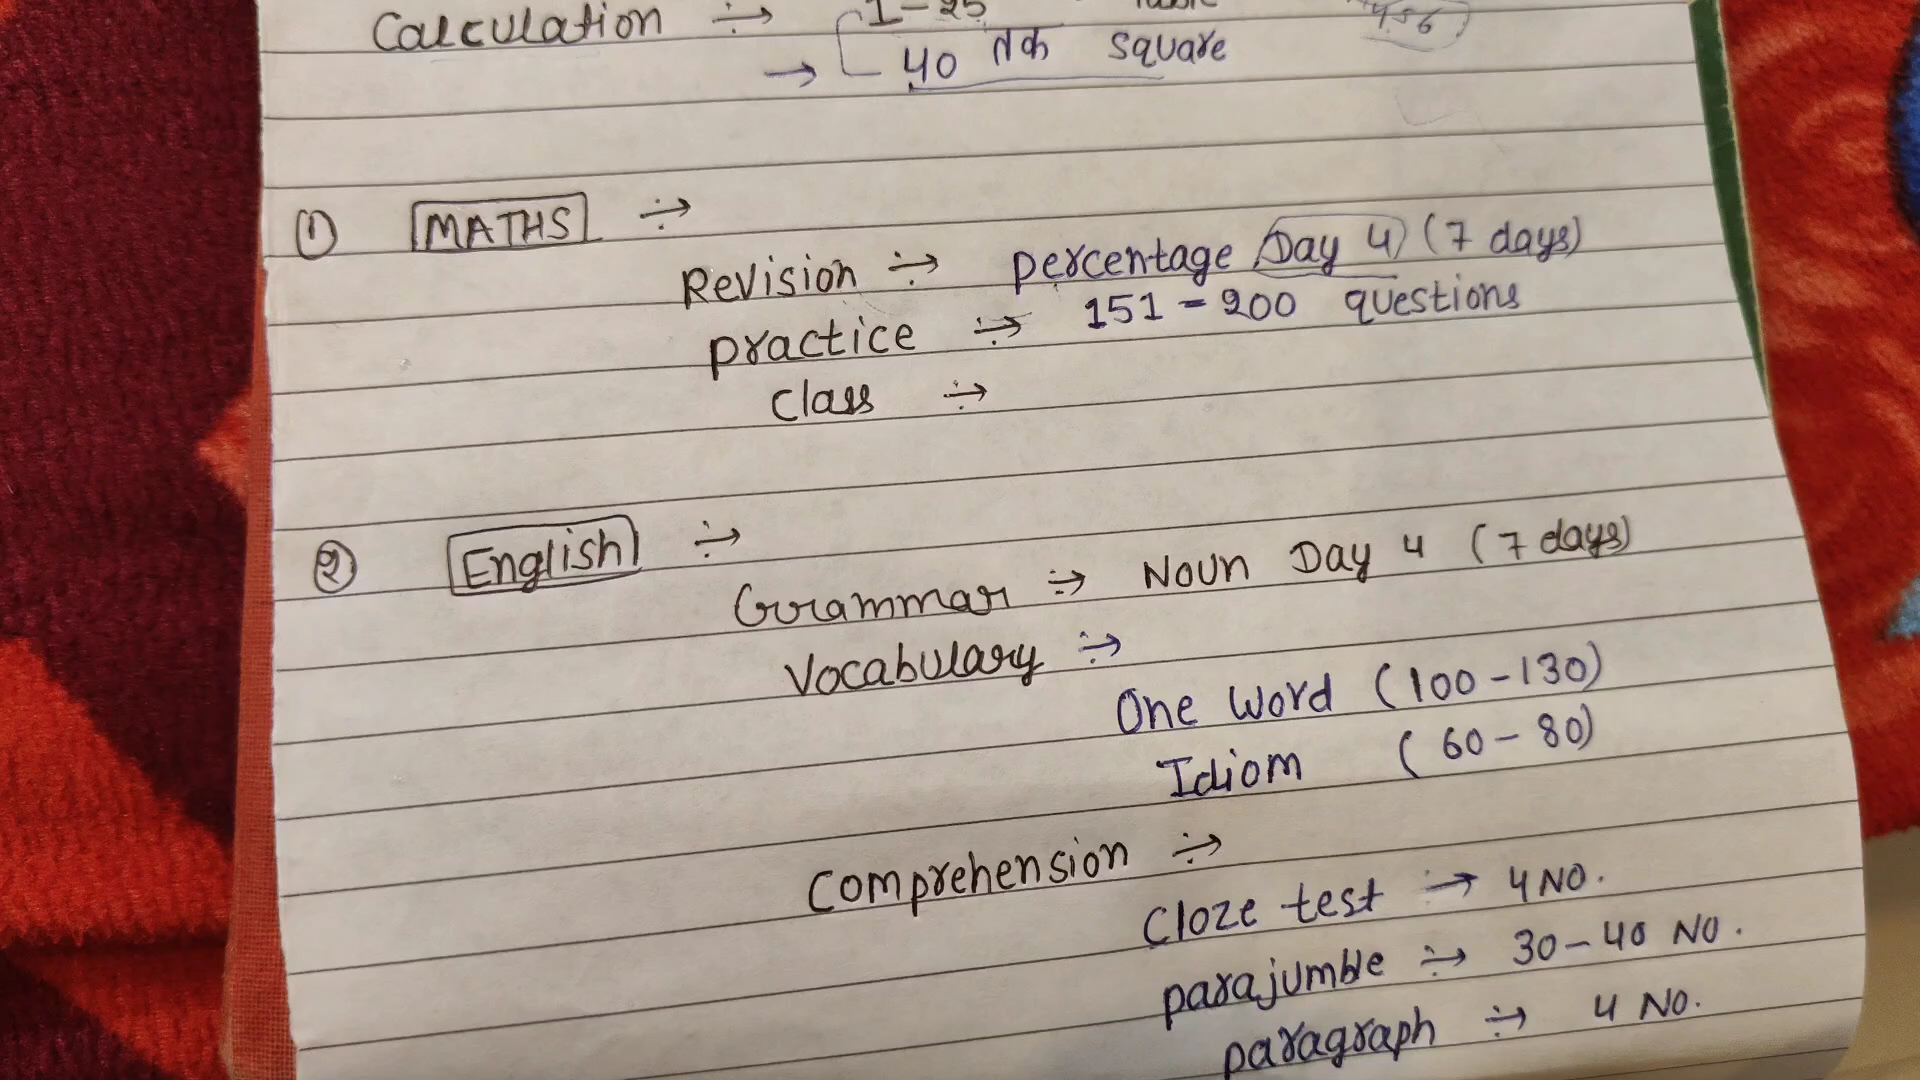 Calculation ÷→ 1-25
→ 40 तक square
① MATHS ÷→
Revision ÷→ percentage Day 4 (7 days)
practice ÷→ 151-200 questions
Class ÷→
② English ÷→
Grammar ÷→ Noun Day 4 (7 days)
Vocabulary ÷→
One Word (100-130)
Idiom (60-80)
Comprehension ÷→
Cloze test ÷→ 4 NO.
parajumble ÷→ 30-40 NO.
paragraph ÷→ 4 NO.